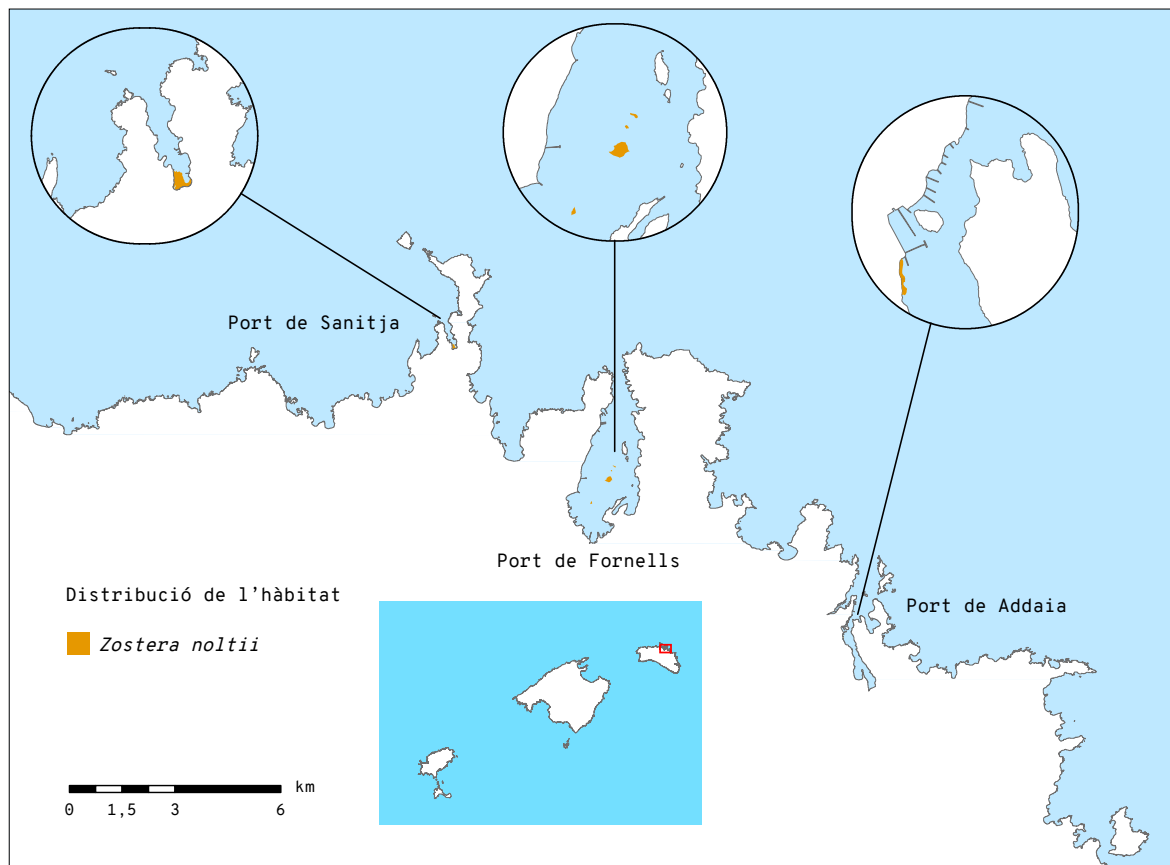 Port de Sanitja
Port de Fornells
Port de Addaia
Distribució de l’hàbitat
Zostera noltii
km
0 1,5 3 6